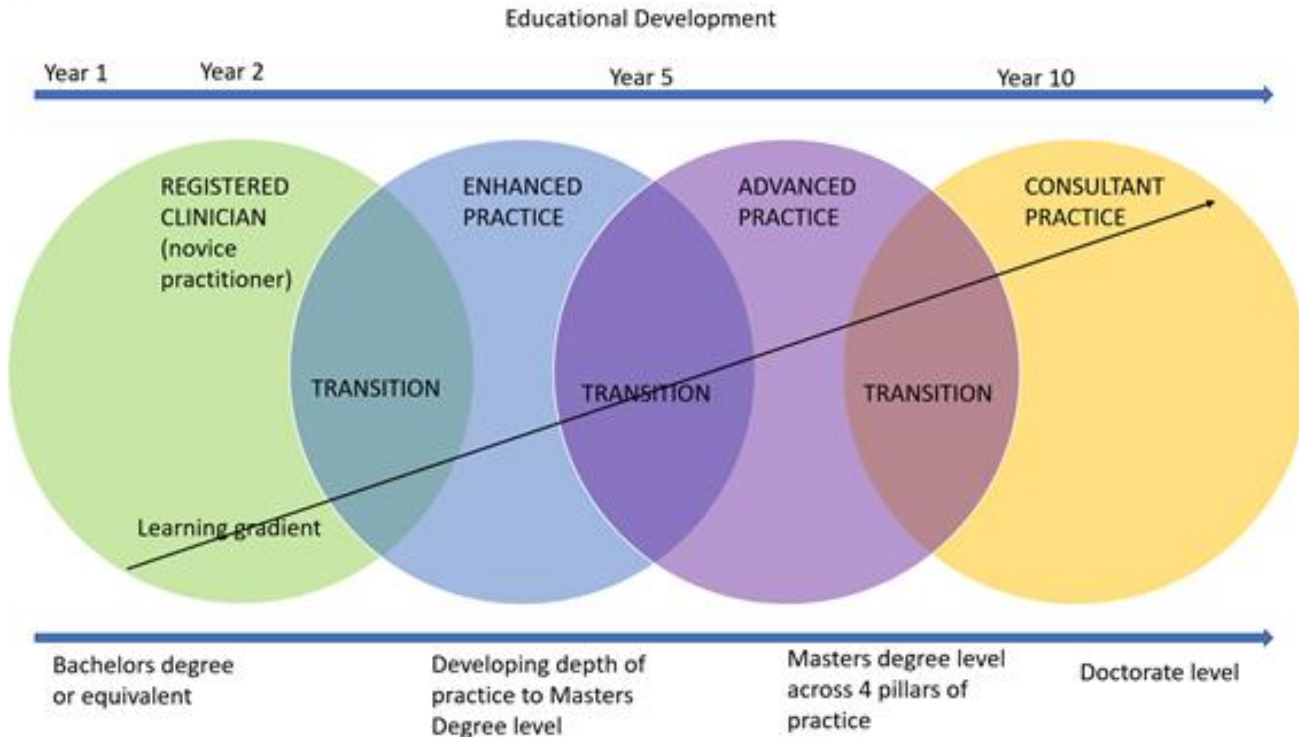 Educational Development
Year 1
Year 2
Year 5
Year 10
REGISTERED
CLINICIAN
(novice
practitioner)
ENHANCED
PRACTICE
ADVANCED
PRACTICE
CONSULTANT
PRACTICE
TRANSITION
TRANSITION
TRANSITION
Learning gradient
Bachelors degree
or equivalent
Developing depth of
practice to Masters
Degree level
Masters degree level
across 4 pillars of
practice
Doctorate level